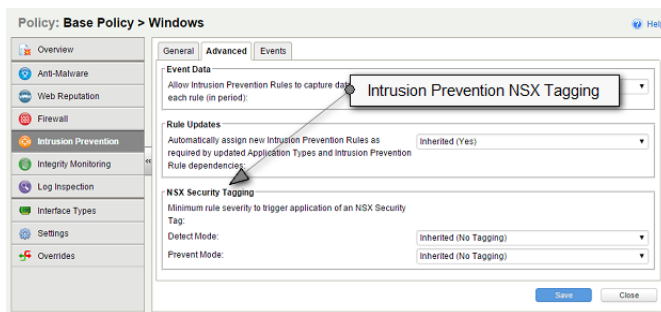 Policy: Base Policy > Windows
Help
Overview
Anti-Malware
Web Reputation
Firewall
Intrusion Prevention
Integrity Monitoring
Log Inspection
Interface Types
Settings
Overrides
«
General Advanced Events
Event Data
Allow Intrusion Prevention Rules to capture
each rule (in period):
Intrusion Prevention NSX Tagging
Rule Updates
Automatically assign new Intrusion Prevention Rules as
required by updated Application Types and Intrusion Prevention
Rule dependencies:
Inherited (Yes)
NSX Security Tagging
Minimum rule severity to trigger application of an NSX Security
Tag:
Detect Mode: Inherited (No Tagging)
Prevent Mode: Inherited (No Tagging)
Save Close